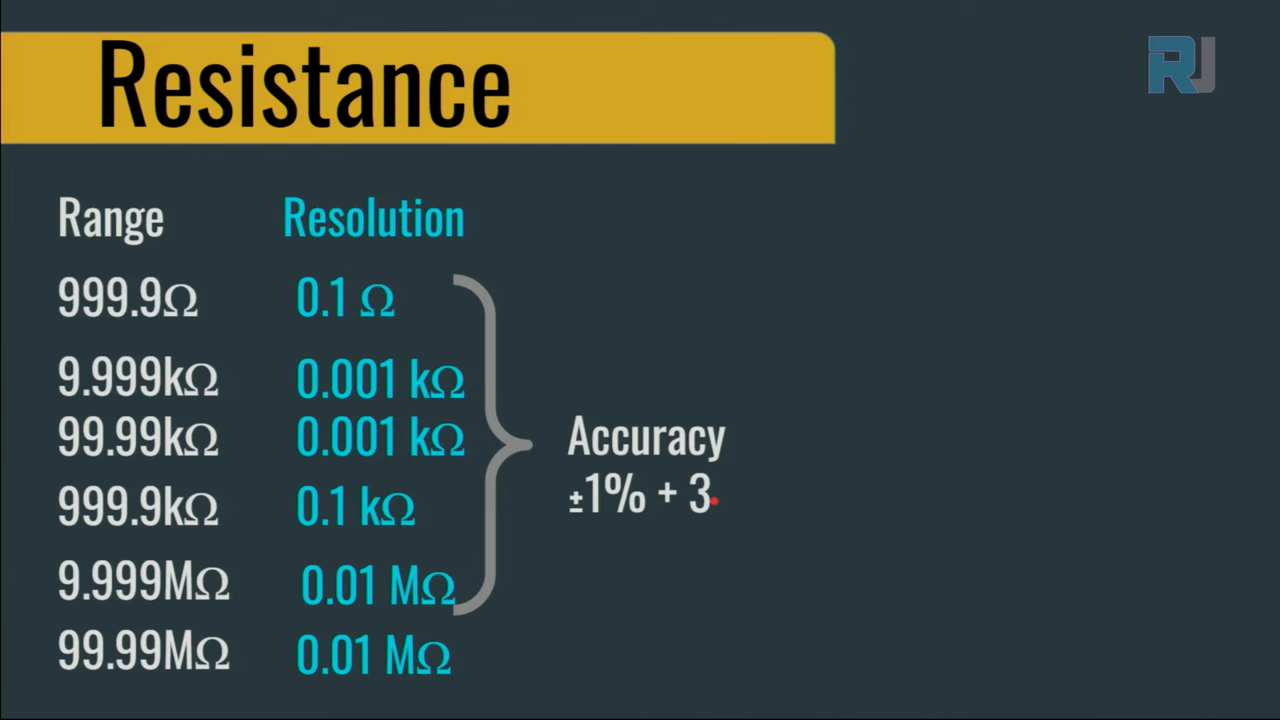 RJ
Resistance
Range Resolution
999.9Ω 0.1 Ω
9.999kΩ 0.001 kΩ
99.99kΩ 0.001 kΩ
Accuracy
999.9kΩ 0.1 kΩ
±1% + 3
9.999MΩ 0.01 MΩ
99.99MΩ 0.01 MΩ